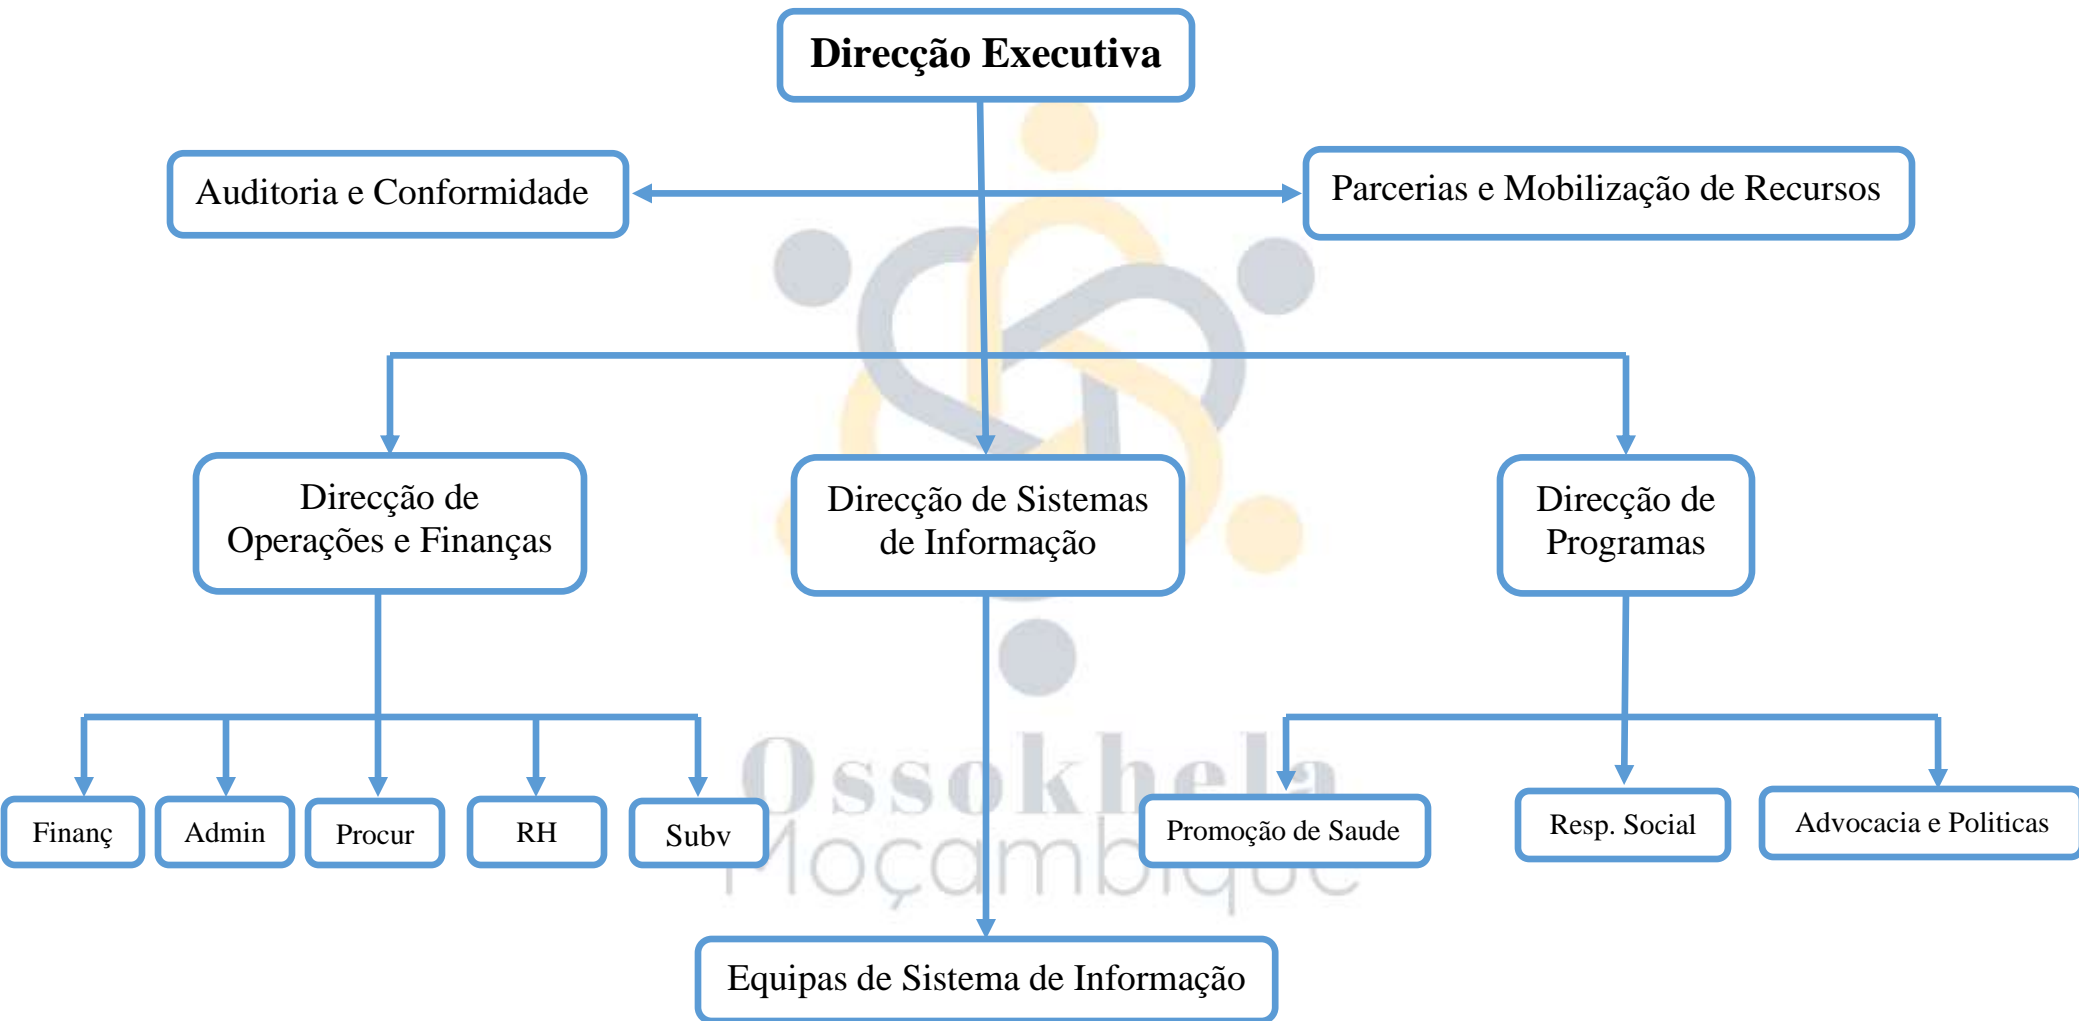 Direcção Executiva
Auditoria e Conformidade
Parcerias e Mobilização de Recursos
Direcção de
Operações e Finanças
Direcção de Sistemas
de Informação
Direcção de
Programas
Finanç
Admin
Procur
RH
Subv
Promoção de Saude
Resp. Social
Advocacia e Politicas
Ossokhela
Moçambique
Equipas de Sistema de Informação